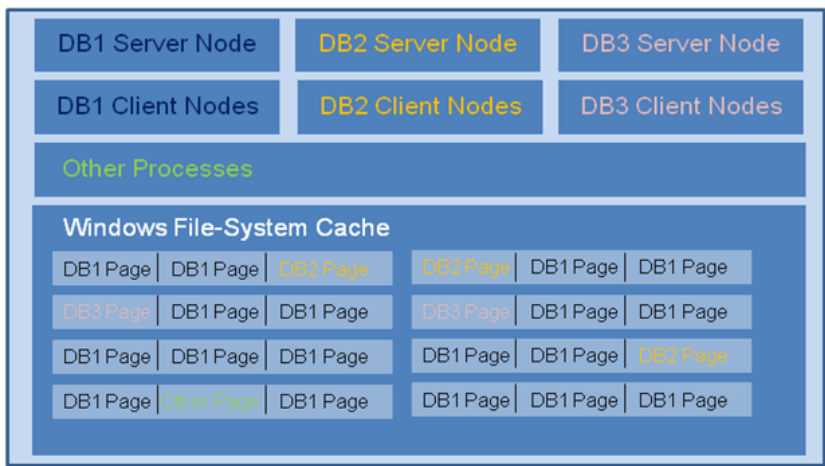 DB1 Server Node DB2 Server Node DB3 Server Node
DB1 Client Nodes DB2 Client Nodes DB3 Client Nodes
Other Processes
Windows File-System Cache
DB1 Page DB1 Page DB2 Page DB2 Page DB1 Page DB1 Page
DB3 Page DB1 Page DB1 Page DB3 Page DB1 Page DB1 Page
DB1 Page DB1 Page DB1 Page DB1 Page DB1 Page DB2 Page
DB1 Page Other Page DB1 Page DB1 Page DB1 Page DB1 Page